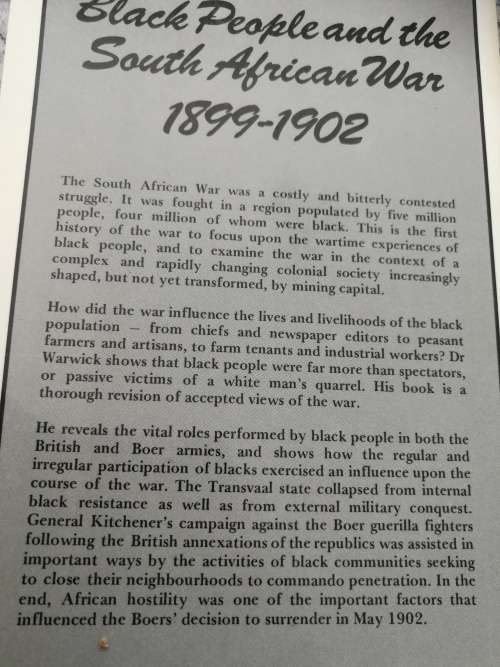 Black People and the
South African War
1899-1902
The South African War was a costly and bitterly contested
struggle. It was fought in a region populated by five million
people, four million of whom were black. This is the first
history of the war to focus upon the wartime experiences of
black people, and to examine the war in the context of a
complex and rapidly changing colonial society increasingly
shaped, but not yet transformed, by mining capital.
How did the war influence the lives and livelihoods of the black
population — from chiefs and newspaper editors to peasant
farmers and artisans, to farm tenants and industrial workers? Dr
Warwick shows that black people were far more than spectators,
or passive victims of a white man's quarrel. His book is a
thorough revision of accepted views of the war.
He reveals the vital roles performed by black people in both the
British and Boer armies, and shows how the regular and
irregular participation of blacks exercised an influence upon the
course of the war. The Transvaal state collapsed from internal
black resistance as well as from external military conquest.
General Kitchener's campaign against the Boer guerilla fighters
following the British annexations of the republics was assisted in
important ways by the activities of black communities seeking
to close their neighbourhoods to commando penetration. In the
end, African hostility was one of the important factors that
influenced the Boers' decision to surrender in May 1902.